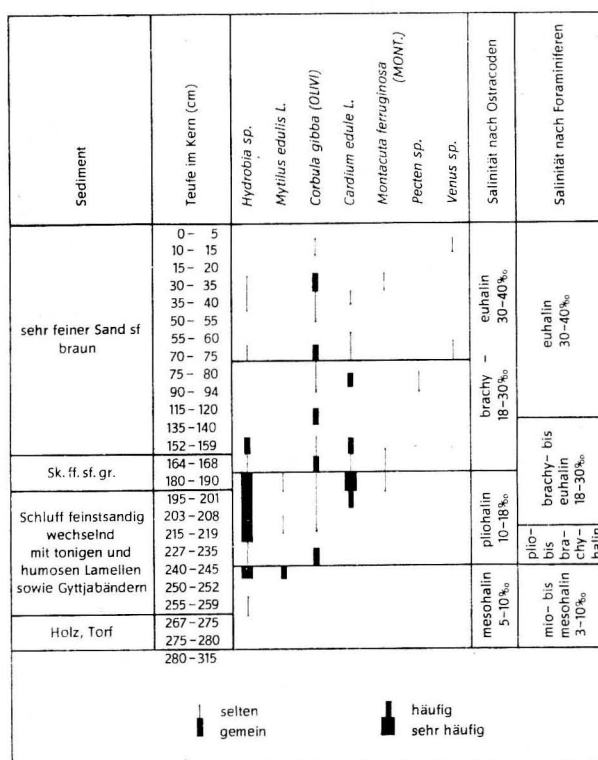 Sediment
Teufe im Kern (cm)
Hydrobia sp.
Mytilus edulis L.
Corbula gibba (OLIVI)
Cardium edule L.
Montacuta ferruginosa
(MONT.)
Pecten sp.
Venus sp.
Salinität nach Ostracoden
Salinität nach Foraminiferen
0 – 5
10 – 15
15 – 20
30 – 35
35 – 40
50 – 55
55 – 60
70 – 75
75 – 80
90 – 94
115 – 120
135 – 140
152 – 159
164 – 168
180 – 190
195 – 201
203 – 208
215 – 219
227 – 235
240 – 245
250 – 252
255 – 259
267 – 275
275 – 280
280 – 315
sehr feiner Sand sf
braun
Sk. ff. sf. gr.
Schluff feinstsandig
wechselnd
mit tonigen und
humosen Lamellen
sowie Gyttjabändern
Holz, Torf
euhalin
30–40‰
brachy –
18–30‰
pliohalin
10–18‰
mesohalin
5–10‰
euhalin
30–40‰
brachy- bis
euhalin
18–30‰
plio-
bis
bra-
chy-
halin
mio- bis
mesohalin
3–10‰
selten
gemein
häufig
sehr häufig